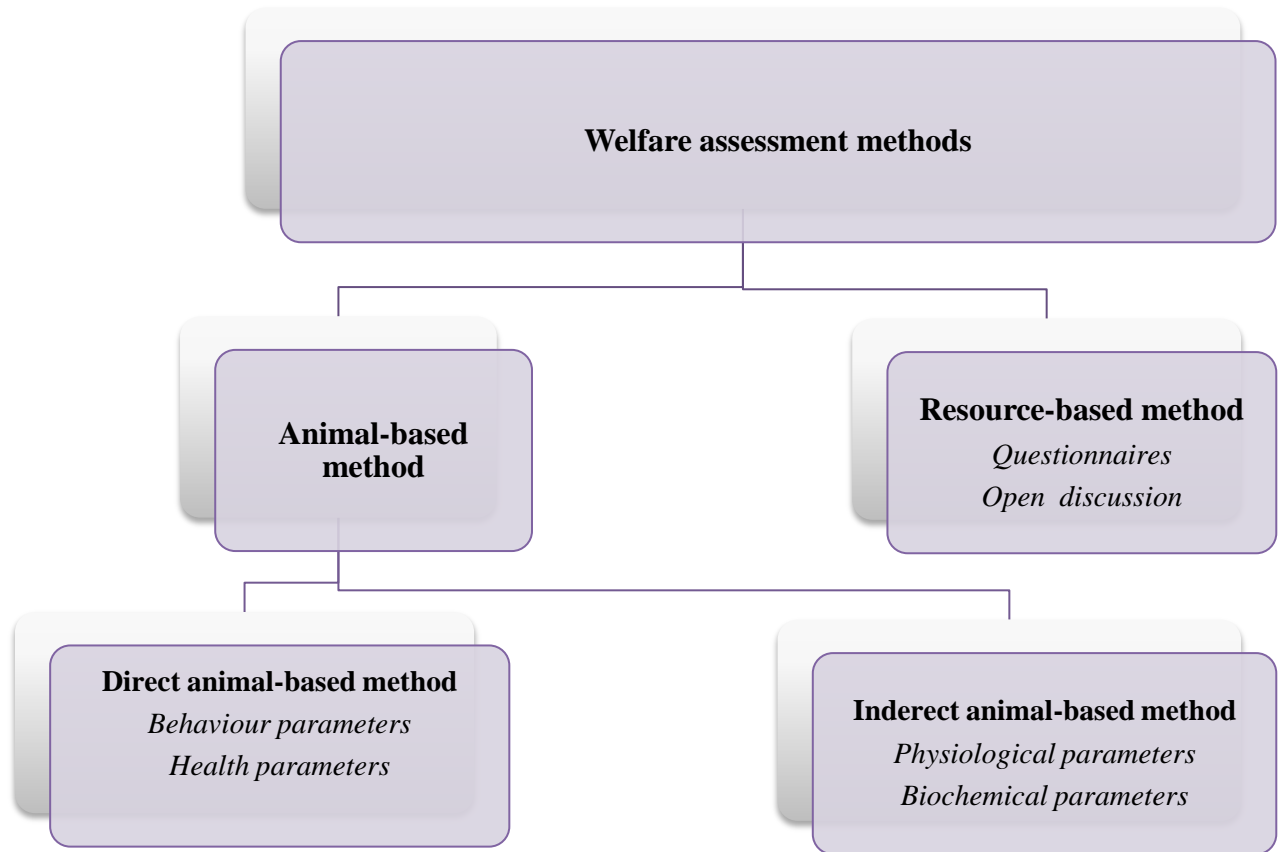 Welfare assessment methods
Animal-based
method
Resource-based method
Questionnaires
Open discussion
Direct animal-based method
Behaviour parameters
Health parameters
Inderect animal-based method
Physiological parameters
Biochemical parameters